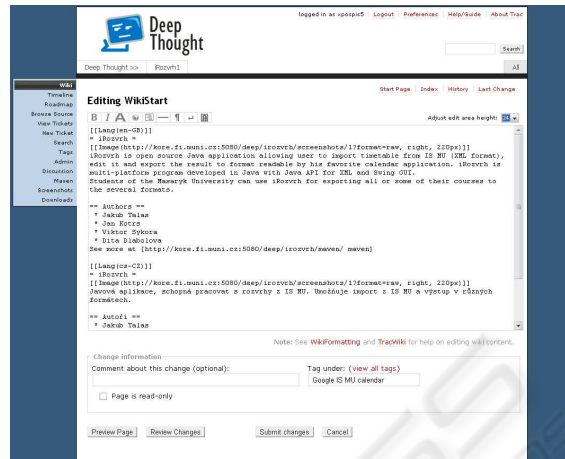 logged in as xpospis5 Logout Preferences Help/Guide About Trac
Deep
Thought
Search
Deep Thought >> iRozvrh1 All
Wiki
Timeline
Roadmap
Browse Source
View Tickets
New Ticket
Search
Tags
Admin
Discussion
Maven
Screenshots
Downloads
Start Page Index History Last Change
Editing WikiStart
B I A
Adjust edit area height: 24
[[Lang|en-GB)]]
= iRozvrh =
[[Image(http://kore.fi.muni.cz:5080/deep/irozvrh/screenshots/1?format=raw, right, 220px)]]
iRozvrh is open source Java application allowing user to import timetable from IS MU (XML format),
edit it and export the result to format readable by his favorite calendar application. iRozvrh is
multi-platform program developed in Java with Java API for XML and Swing GUI.
Students of the Masaryk University can use iRozvrh for exporting all or some of their courses to
the several formats.
== Authors ==
* Jakub Talas
* Jan Kotrs
* Viktor Sykora
* Dita Dlabolova
See more at [http://kore.fi.muni.cz:5080/deep/irozvrh/maven/ maven]
[[Lang(cs-CZ)]]
= iRozvrh =
[[Image(http://kore.fi.muni.cz:5080/deep/irozvrh/screenshots/1?format=raw, right, 220px)]]
Javová aplikace, schopná pracovat s rozvrhy z IS MU. Umožňuje import z IS MU a výstup v různých
formátech.
== Autoři ==
* Jakub Talas
Note: See WikiFormatting and TracWiki for help on editing wiki content.
Change information
Comment about this change (optional):
Tag under: (view all tags)
Google IS MU calendar
Page is read-only
Preview Page Review Changes Submit changes Cancel